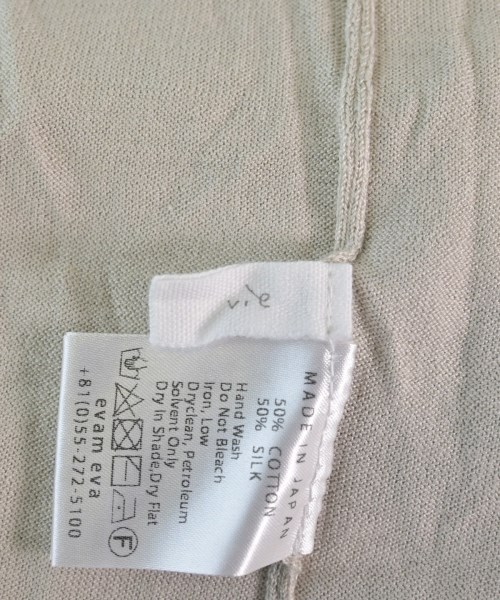 vie
MADE IN JAPAN
50% COTTON
50% SILK
Hand Wash
Do Not Bleach
Iron, Low
Dryclean, Petroleum
Solvent Only
Dry In Shade,Dry Flat
F
evam eva
+81(0)55-272-5100